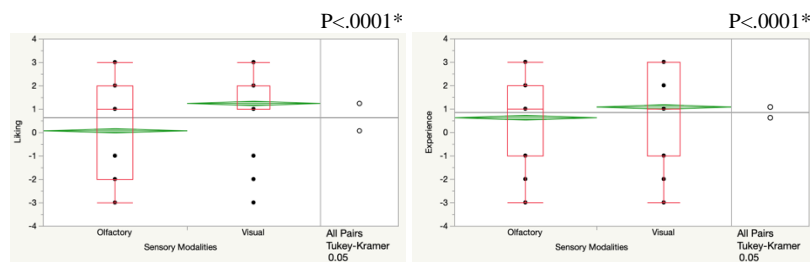 P<.0001*
4
3
2
1
0
-1
-2
-3
-4
Liking
Olfactory
Visual
Sensory Modalities
All Pairs
Tukey-Kramer
0.05
P<.0001*
4
3
2
1
0
-1
-2
-3
-4
Experience
Olfactory
Visual
Sensory Modalities
All Pairs
Tukey-Kramer
0.05